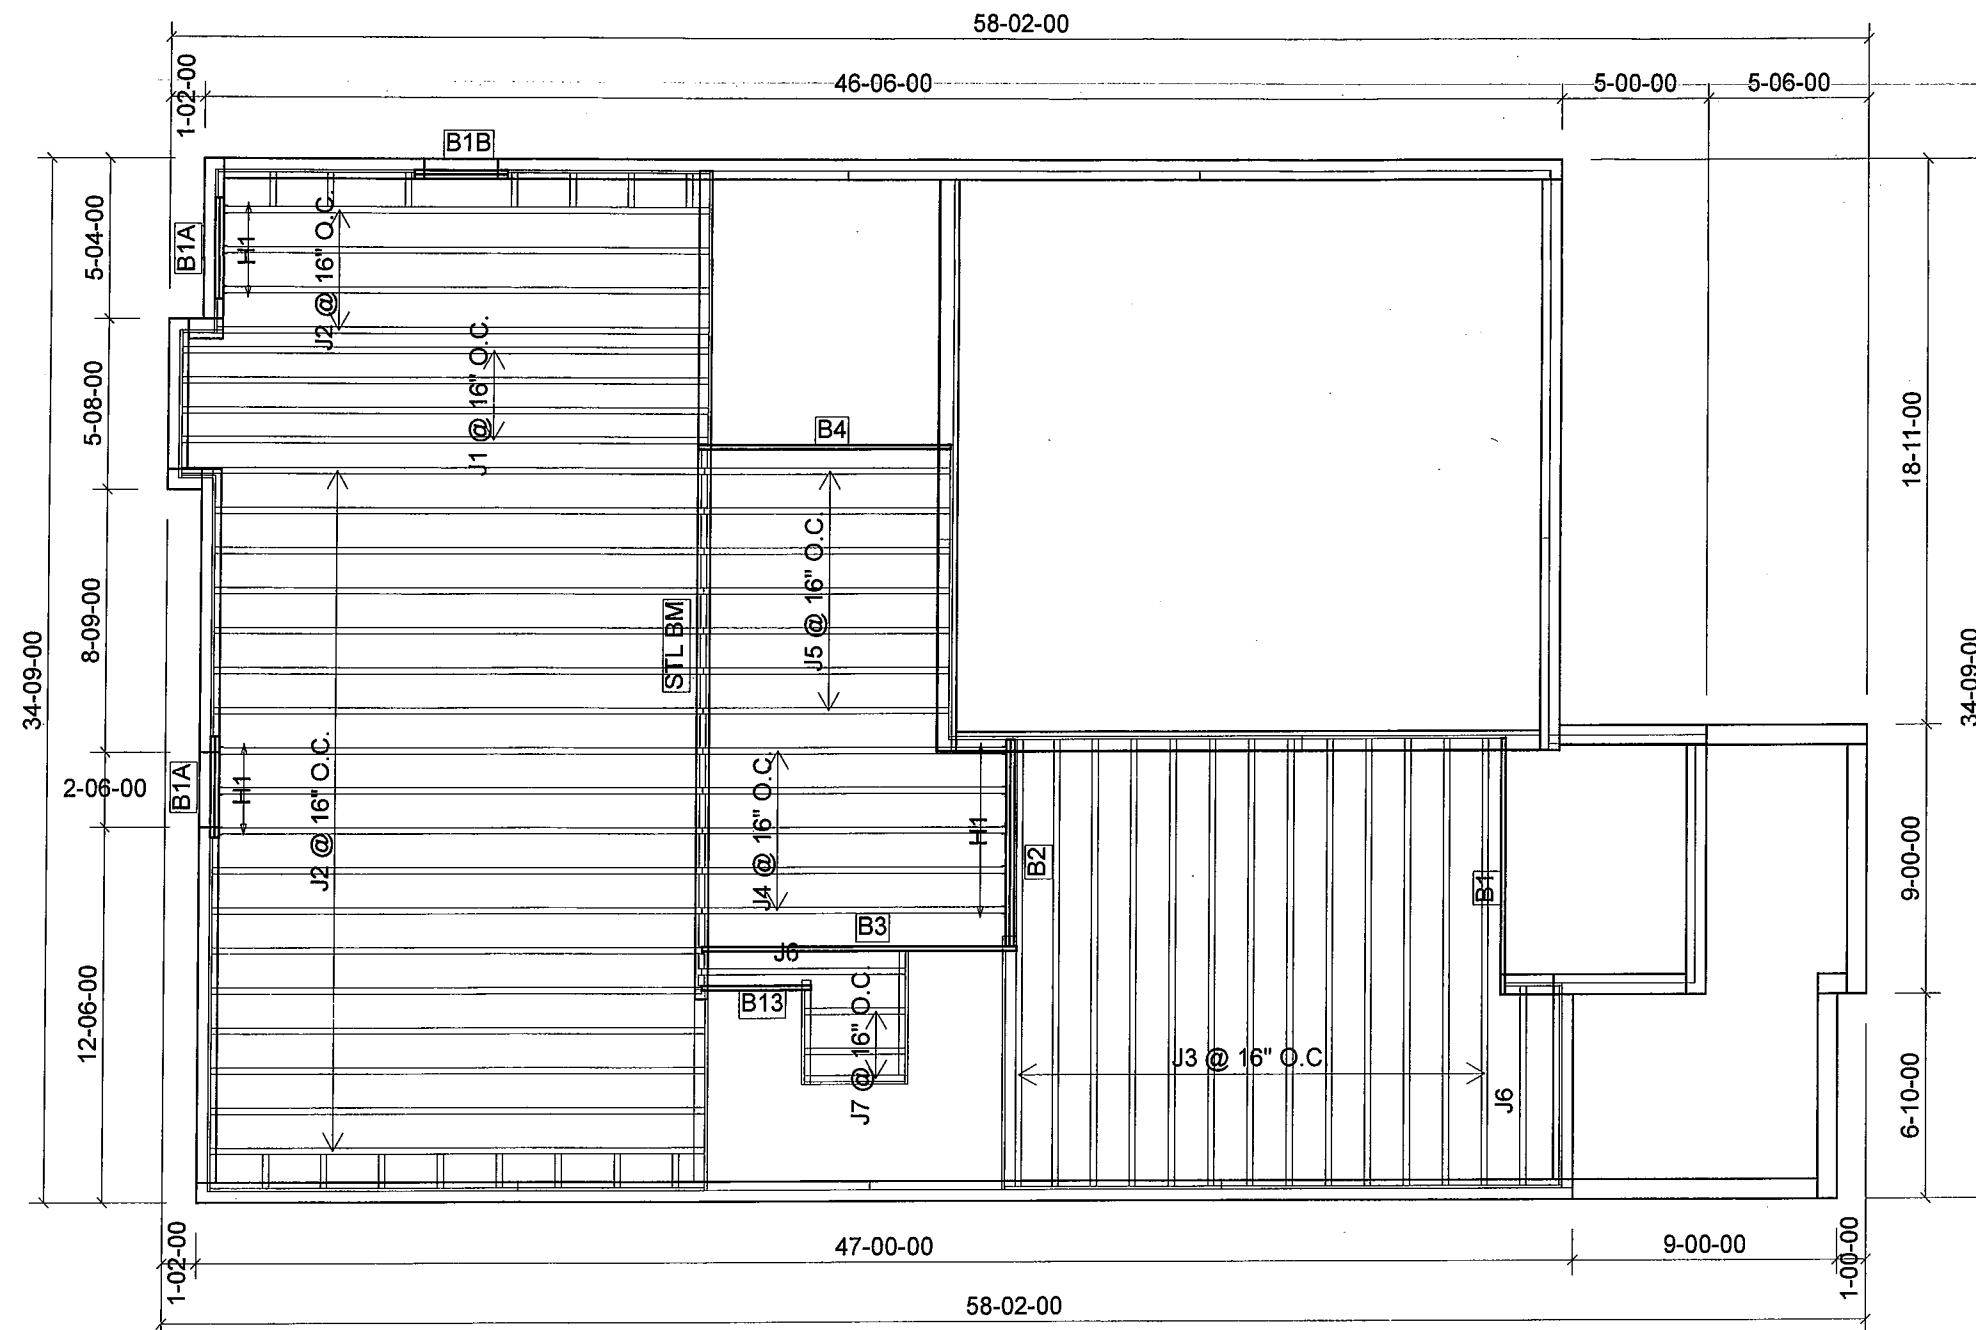 58-02-00
46-06-00
5-00-00
5-06-00
1-02-00
B1B
5-04-00
B1A
H1
J2 @ 16" O.C.
J1 @ 16" O.C.
5-08-00
B4
18-11-00
J5 @ 16" O.C.
8-09-00
34-09-00
STL BM
34-09-00
2-06-00
B1A
H1
J2 @ 16" O.C.
J4 @ 16" O.C.
H1
B2
B1
9-00-00
B3
J6
B13
12-06-00
J7 @ 16" O.C.
J3 @ 16" O.C.
J6
6-10-00
1-02-00
47-00-00
9-00-00
1-00-00
58-02-00